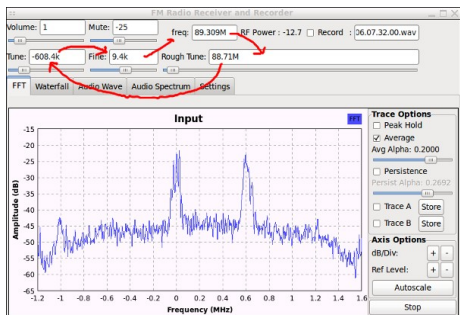 FM Radio Receiver and Recorder
Volume: 1 Mute: -25 freq: 89.309M RF Power : -12.7 Record : 06.07.32.00.wav
Tune: -608.4k Fine: 9.4k Rough Tune: 88.71M
FFT Waterfall Audio Wave Audio Spectrum Settings
Input
FFT
Trace Options
Peak Hold
Average
Avg Alpha: 0.2000
Persistence
Persist Alpha: 0.2692
Trace A Store
Trace B Store
Axis Options
dB/Div: + -
Ref Level: + -
Autoscale
Stop
Amplitude (dB)
-15
-20
-25
-30
-35
-40
-45
-50
-55
-60
-65
-1.2 -1 -0.8 -0.6 -0.4 -0.2 0 0.2 0.4 0.6 0.8 1 1.2 1.4 1.6
Frequency (MHz)